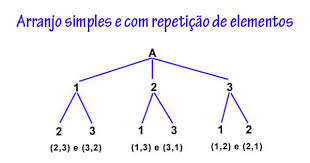 Arranjo simples e com repetição de elementos
A
1 2 3
2 3 1 3 1 2
(2,3) e (3,2) (1,3) e (3,1) (1,2) e (2,1)